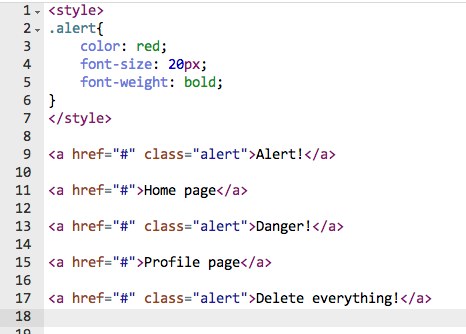 1 <style>
2 .alert{
3     color: red;
4     font-size: 20px;
5     font-weight: bold;
6 }
7 </style>
8
9 <a href="#" class="alert">Alert!</a>
10
11 <a href="#">Home page</a>
12
13 <a href="#" class="alert">Danger!</a>
14
15 <a href="#">Profile page</a>
16
17 <a href="#" class="alert">Delete everything!</a>
18
19